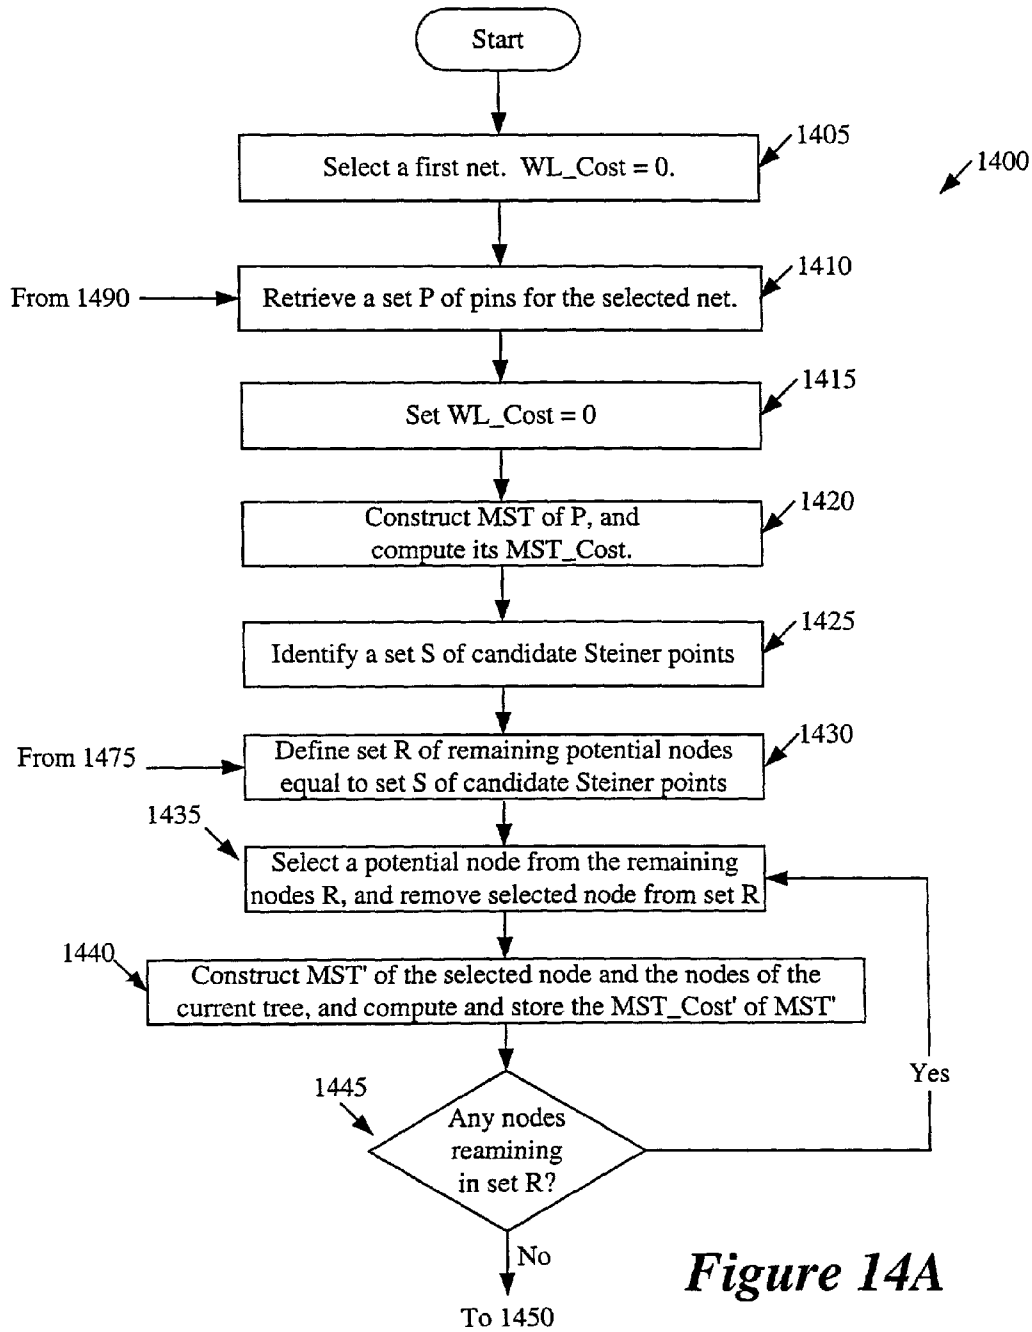 Start
1405
Select a first net. WL_Cost = 0.
1400
1410
From 1490
Retrieve a set P of pins for the selected net.
1415
Set WL_Cost = 0
1420
Construct MST of P, and
compute its MST_Cost.
1425
Identify a set S of candidate Steiner points
1430
From 1475
Define set R of remaining potential nodes
equal to set S of candidate Steiner points
1435
Select a potential node from the remaining
nodes R, and remove selected node from set R
1440
Construct MST' of the selected node and the nodes of the
current tree, and compute and store the MST_Cost' of MST'
Yes
1445
Any nodes
reamining
in set R?
No
Figure 14A
To 1450